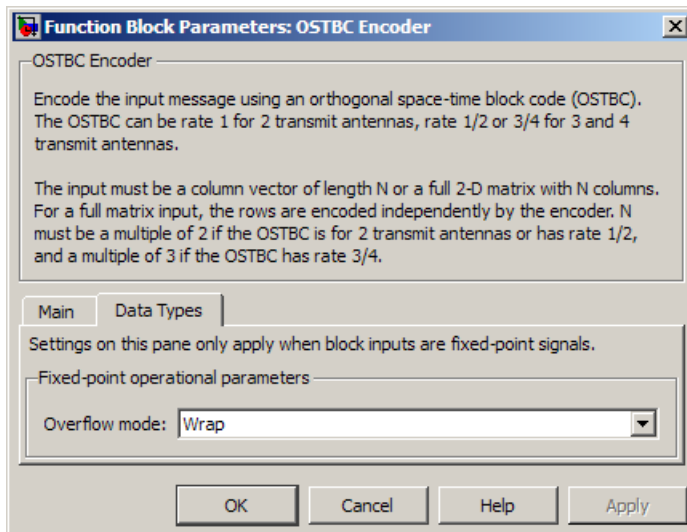 Function Block Parameters: OSTBC Encoder
OSTBC Encoder
Encode the input message using an orthogonal space-time block code (OSTBC).
The OSTBC can be rate 1 for 2 transmit antennas, rate 1/2 or 3/4 for 3 and 4
transmit antennas.
The input must be a column vector of length N or a full 2-D matrix with N columns.
For a full matrix input, the rows are encoded independently by the encoder. N
must be a multiple of 2 if the OSTBC is for 2 transmit antennas or has rate 1/2,
and a multiple of 3 if the OSTBC has rate 3/4.
Main Data Types
Settings on this pane only apply when block inputs are fixed-point signals.
Fixed-point operational parameters
Overflow mode: Wrap
OK Cancel Help Apply